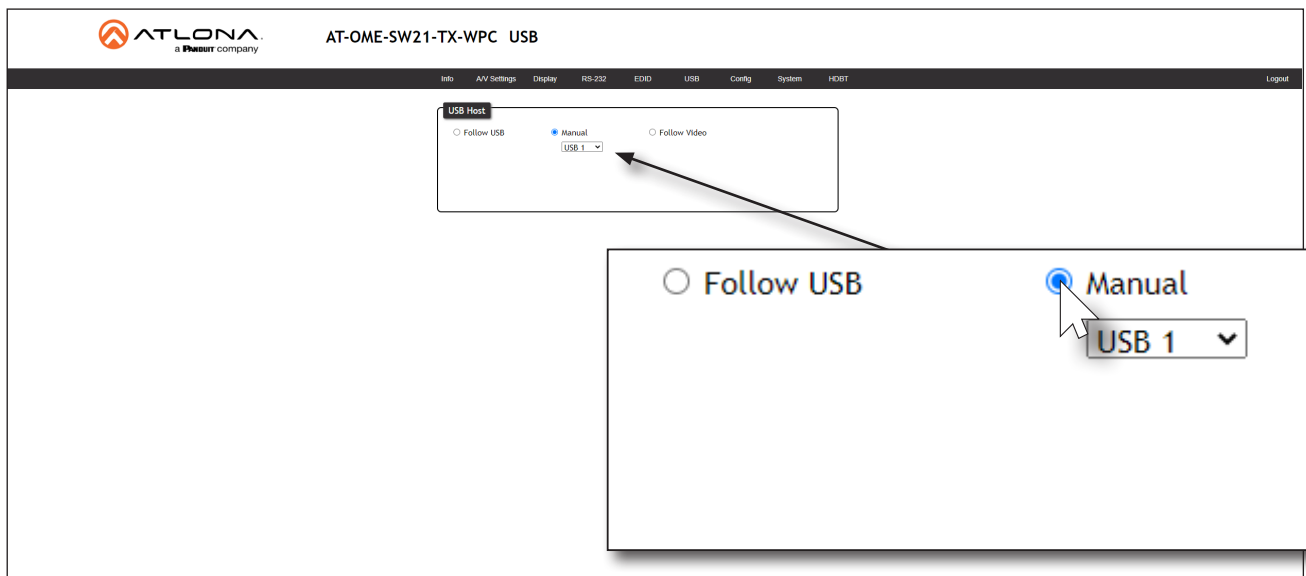 ATLONA.
a PANDUIT company
AT-OME-SW21-TX-WPC USB
Info A/V Settings Display RS-232 EDID USB Config System HDBT Logout
USB Host
Follow USB Manual Follow Video
USB 1
Follow USB Manual
USB 1